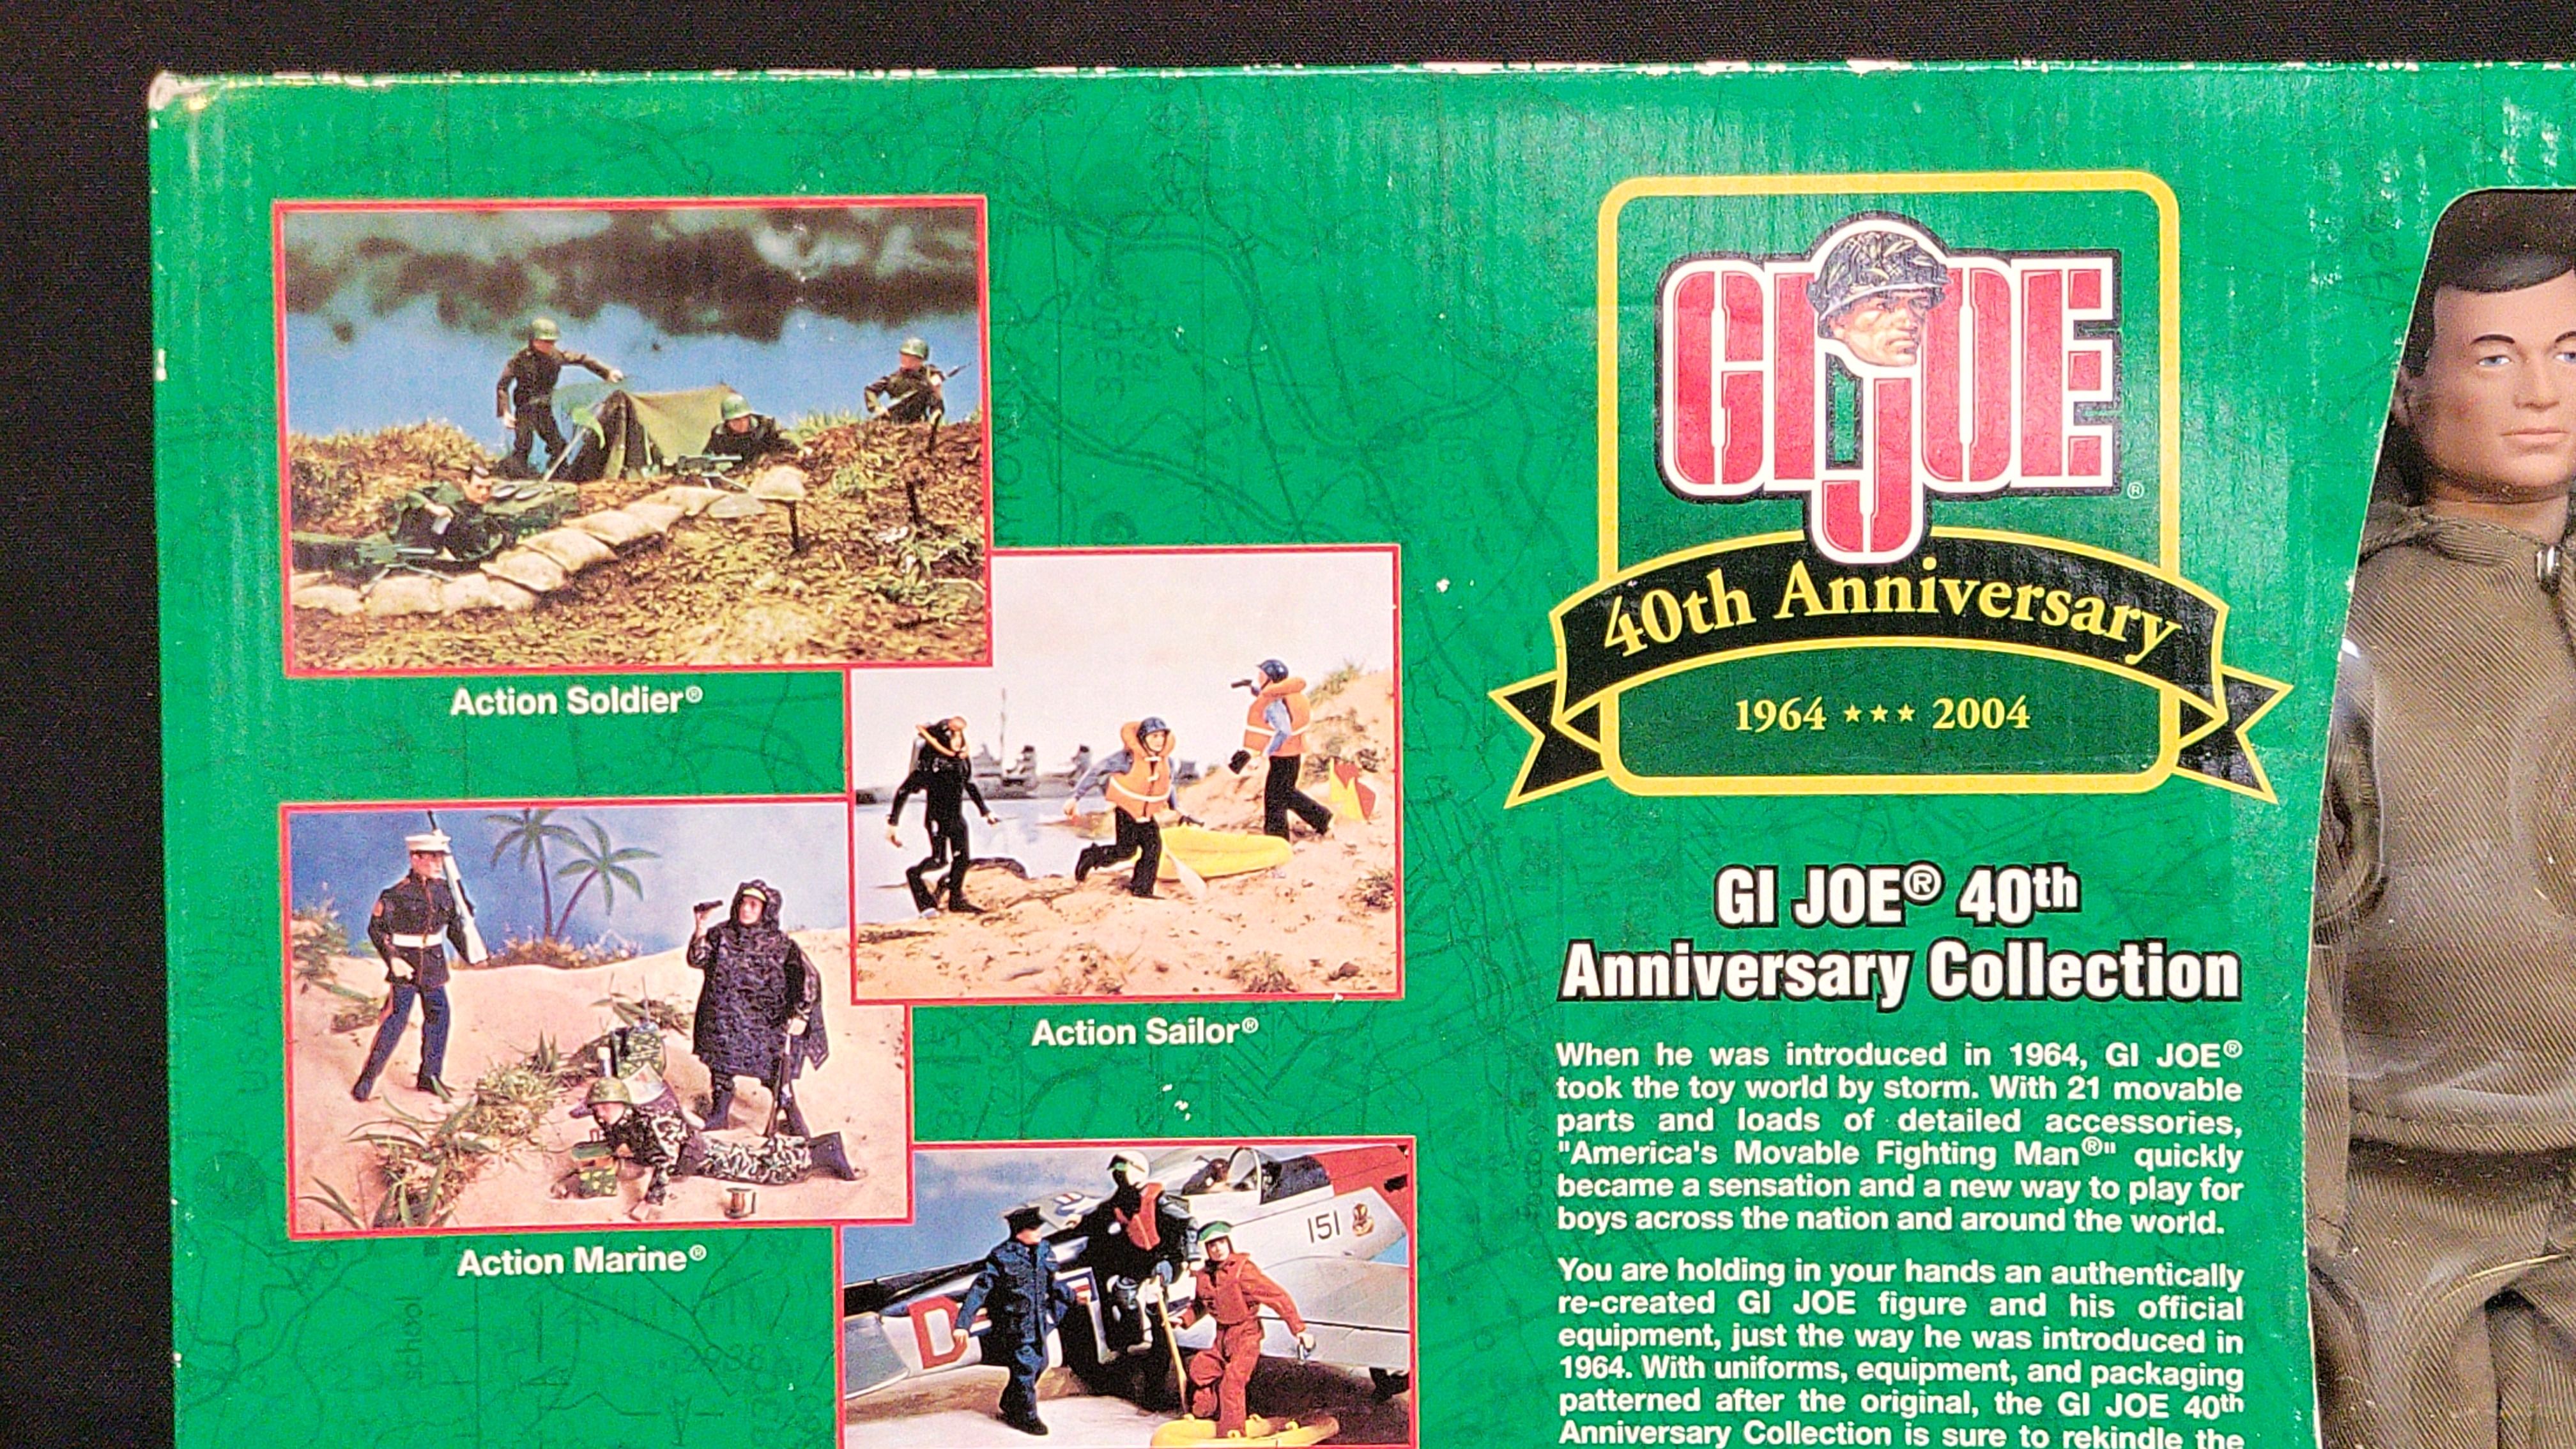 GI JOE®
40th Anniversary
1964 ★★★ 2004
Action Soldier®
Action Sailor®
Action Marine®
151
D
GI JOE® 40th
Anniversary Collection
When he was introduced in 1964, GI JOE®
took the toy world by storm. With 21 movable
parts and loads of detailed accessories,
"America's Movable Fighting Man®" quickly
became a sensation and a new way to play for
boys across the nation and around the world.
You are holding in your hands an authentically
re-created GI JOE figure and his official
equipment, just the way he was introduced in
1964. With uniforms, equipment, and packaging
patterned after the original, the GI JOE 40th
Anniversary Collection is sure to rekindle the
school